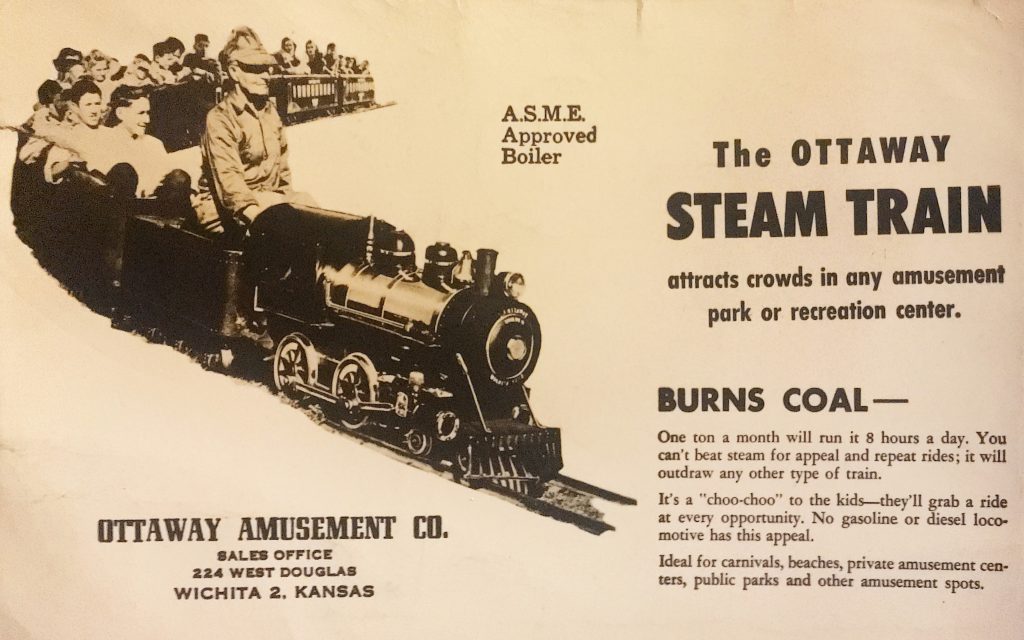 A.S.M.E.
Approved
Boiler
The OTTAWAY
STEAM TRAIN
attracts crowds in any amusement
park or recreation center.
BURNS COAL—
One ton a month will run it 8 hours a day. You
can't beat steam for appeal and repeat rides; it will
outdraw any other type of train.
It's a "choo-choo" to the kids—they'll grab a ride
at every opportunity. No gasoline or diesel loco-
motive has this appeal.
Ideal for carnivals, beaches, private amusement cen-
ters, public parks and other amusement spots.
OTTAWAY AMUSEMENT CO.
SALES OFFICE
224 WEST DOUGLAS
WICHITA 2, KANSAS